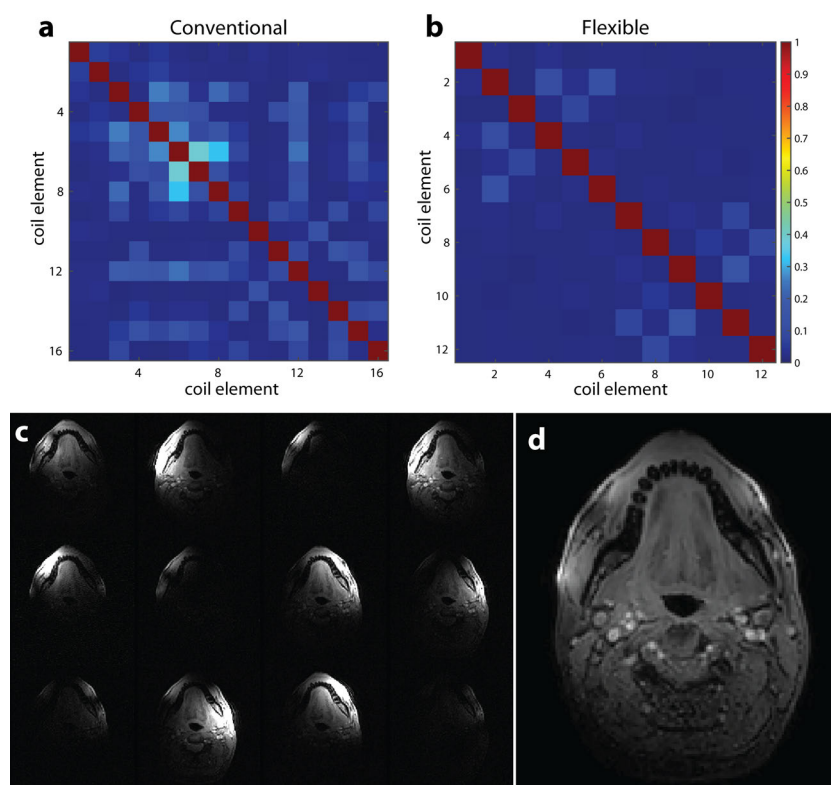 a Conventional
b Flexible
coil element
4
8
12
16
4 8 12 16
coil element
coil element
2
4
6
8
10
12
2 4 6 8 10 12
coil element
1
0.9
0.8
0.7
0.6
0.5
0.4
0.3
0.2
0.1
0
c
d